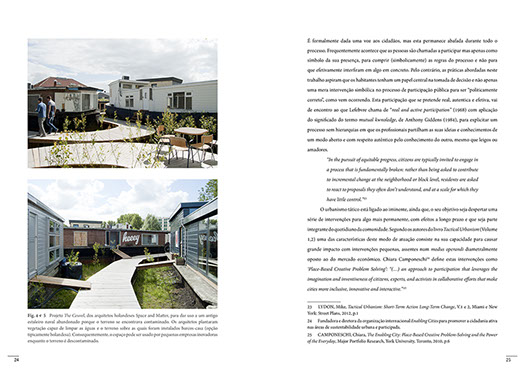 hooey
Fig. 4 e 5 Projeto The Ceuvel, dos arquitetos holandeses Space and Matter, para dar uso a um antigo
estaleiro naval abandonado porque o terreno se encontrava contaminado. Os arquitetos plantaram
vegetação capaz de limpar as águas e o terreno sobre os quais foram instalados barcos-casa (opção
tipicamente holandesa). Consequentemente, o espaço pode ser usado por pequenas empresas inovadoras
enquanto o terreno é descontaminado.
24
É formalmente dada uma voz aos cidadãos, mas esta permanece abafada durante todo o
processo. Frequentemente acontece que as pessoas são chamadas a participar mas apenas como
símbolo da sua presença, para cumprir (simbolicamente) as regras do processo e não para
que efetivamente interfiram em algo em concreto. Pelo contrário, as práticas abordadas neste
trabalho aspiram que os habitantes tenham um papel central na tomada de decisão e não apenas
uma mera intervenção simbólica no processo de participação pública para ser "politicamente
correto", como vem ocorrendo. Esta participação que se pretende real, autentica e efetiva, vai
de encontro ao que Lefebvre chama de "real and active participation" (1968) com aplicação
do significado do termo mutual knowledge, de Anthony Giddens (1984), para explicitar um
processo sem hierarquias em que os profissionais partilham as suas ideias e conhecimentos de
um modo aberto e com respeito autêntico pelo conhecimento do outro, mesmo que leigos ou
amadores.
"In the pursuit of equitable progress, citizens are typically invited to engage in
a process that is fundamentally broken: rather than being asked to contribute
to incremental change at the neighborhood or block level, residents are asked
to react to proposals they often don't understand, and at a scale for which they
have little control."23
O urbanismo tático está ligado ao iminente, ainda que, o seu objetivo seja despertar uma
série de intervenções para algo mais permanente, com efeitos a longo prazo e que seja parte
integrante do quotidiano da comunidade. Segundo os autores do livro Tactical Urbanism (Volume
1.2) uma das características deste modo de atuação consiste na sua capacidade para causar
grande impacto com intervenções pequenas, assumes num modus operandi diametralmente
oposto ao do mercado económico. Chiara Camponeschi24 define estas intervenções como
'Place-Based Creative Problem Solving': "(...) an approach to participation that leverages the
imagination and inventiveness of citizens, experts, and activists in collaborative efforts that make
cities more inclusive, innovative and interactive."25
23 LYDON, Mike, Tactical Urbanism: Short-Term Action Long-Term Change, V.1 e 2, Miami e New
York: Street Plans, 2012, p.1
24 Fundadora e diretora da organização internacional Enabling Cities para promover a cidadania ativa
nas áreas de sustentabilidade urbana e participada.
25 CAMPONESCHI, Chiara, The Enabling City: Place-Based Creative Problem-Solving and the Power
of the Everyday, Major Portfolio Research, York University, Toronto, 2010, p.6
25